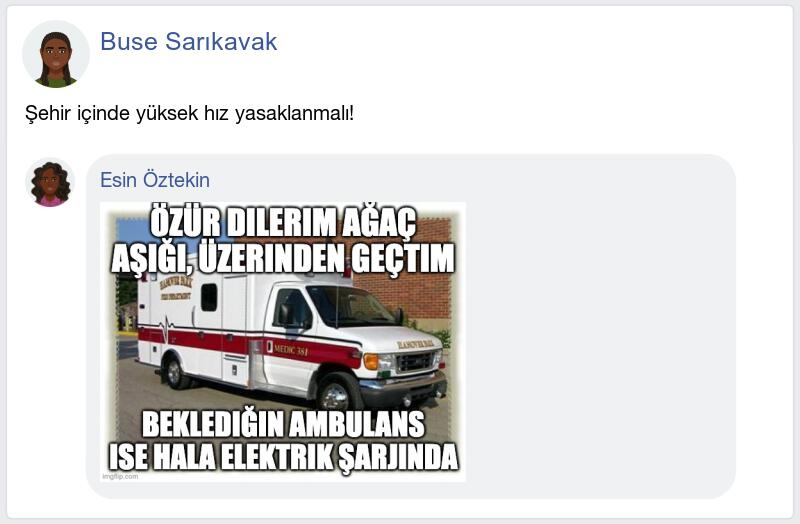 Buse Sarıkavak
Şehir içinde yüksek hız yasaklanmalı!
Esin Öztekin
ÖZÜR DILERIM AĞAÇ
AŞIĞI, ÜZERINDEN GEÇTIM
HANOVER PARK
FIRE DEPARTMENT
MEDIC 381
HANOVER PARK
BEKLEDIĞIN AMBULANS
ISE HALA ELEKTRIK ŞARJINDA
imgflip.com